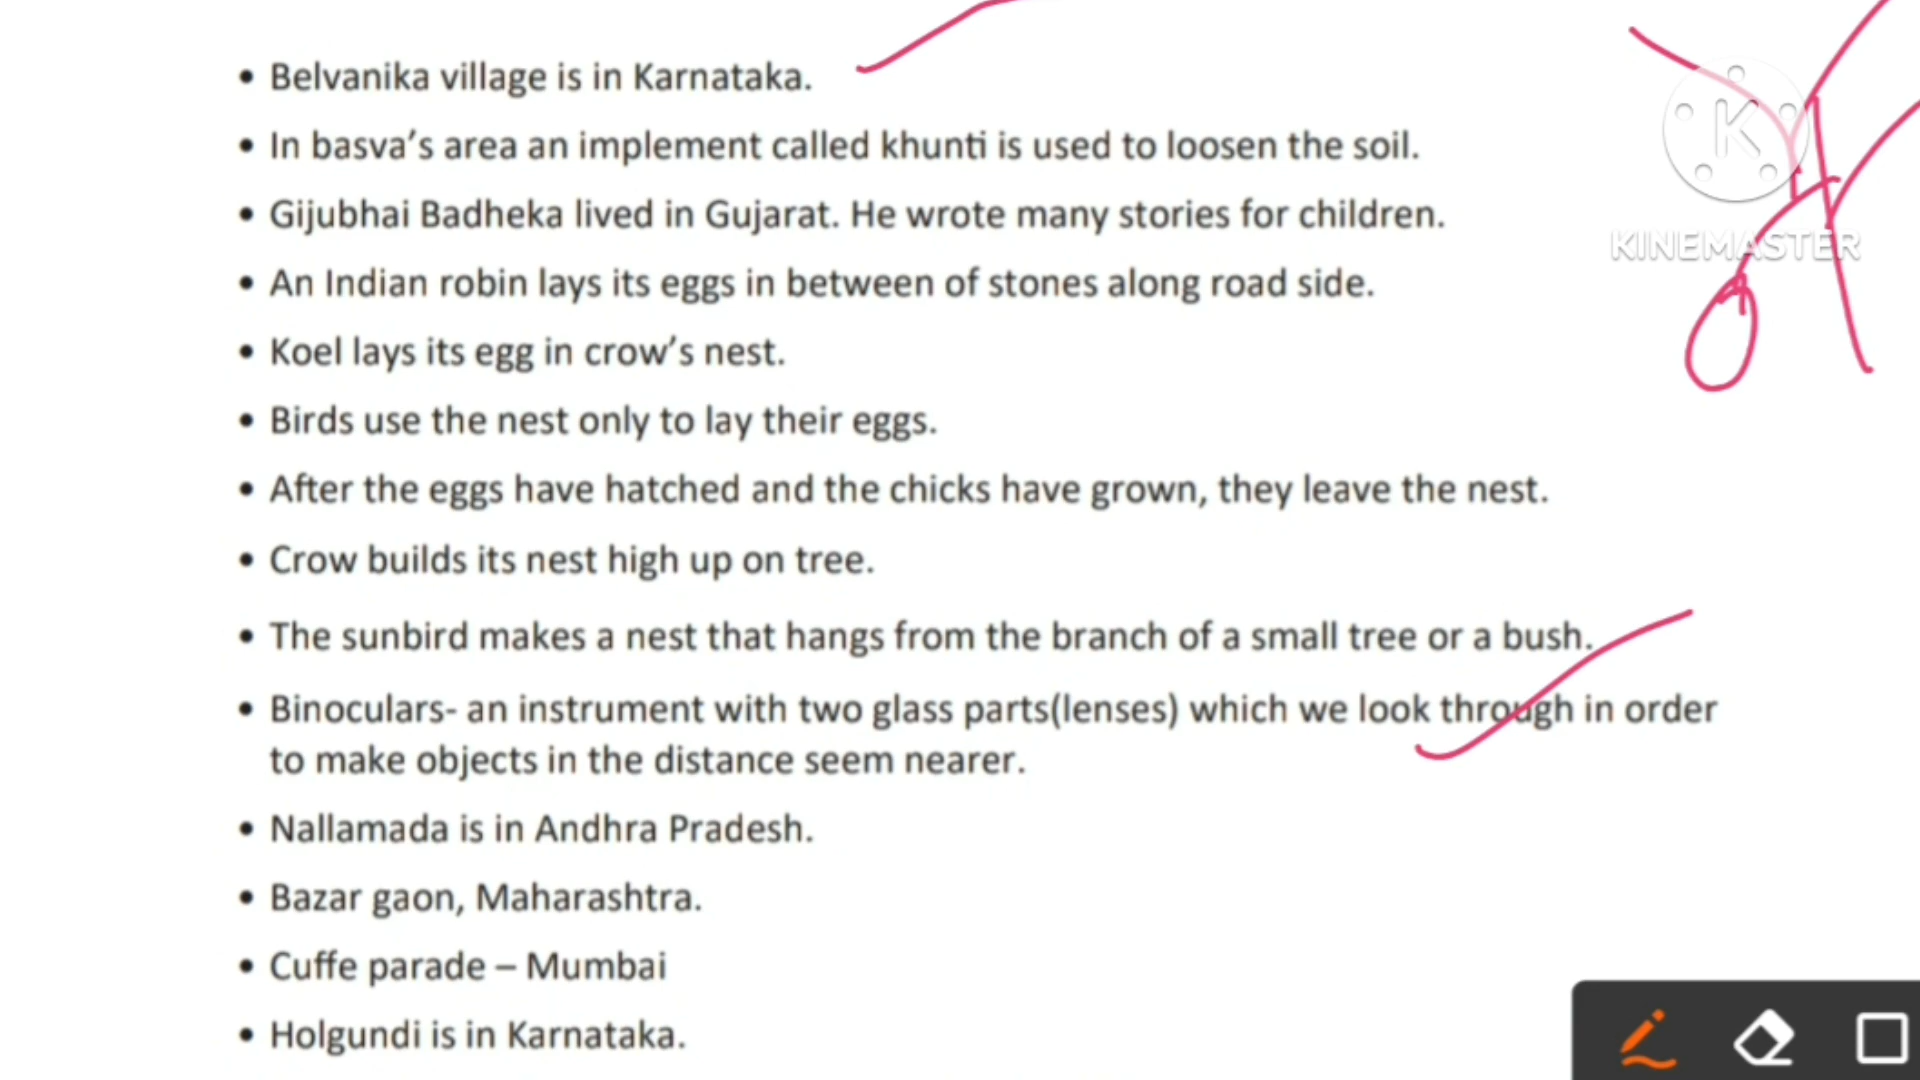 • Belvanika village is in Karnataka.
• In basva's area an implement called khunti is used to loosen the soil.
• Gijubhai Badheka lived in Gujarat. He wrote many stories for children.
• An Indian robin lays its eggs in between of stones along road side.
• Koel lays its egg in crow's nest.
• Birds use the nest only to lay their eggs.
• After the eggs have hatched and the chicks have grown, they leave the nest.
• Crow builds its nest high up on tree.
• The sunbird makes a nest that hangs from the branch of a small tree or a bush.
• Binoculars- an instrument with two glass parts(lenses) which we look through in order
to make objects in the distance seem nearer.
• Nallamada is in Andhra Pradesh.
• Bazar gaon, Maharashtra.
• Cuffe parade – Mumbai
• Holgundi is in Karnataka.
K
KINEMASTER